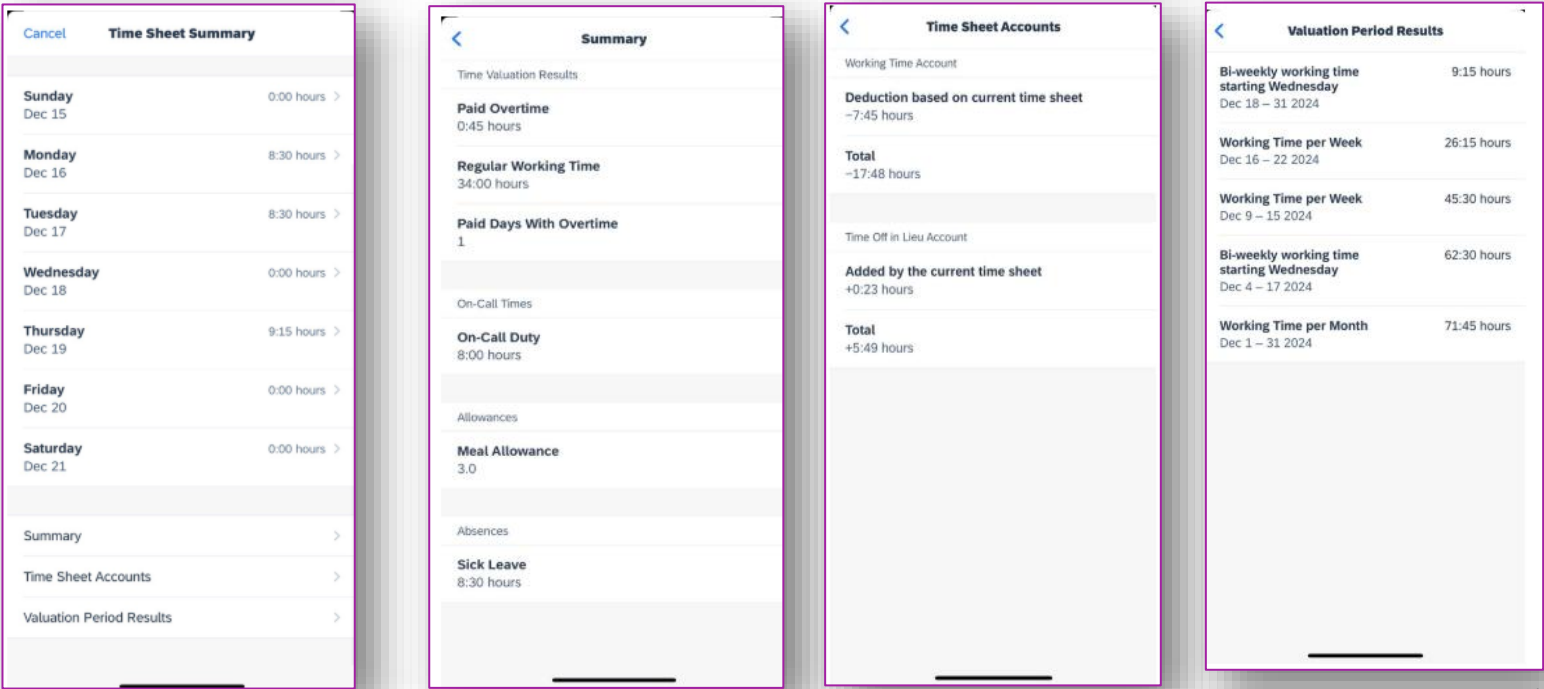 Cancel Time Sheet Summary
Sunday 0:00 hours
Dec 15
Monday 8:30 hours
Dec 16
Tuesday 8:30 hours
Dec 17
Wednesday 0:00 hours
Dec 18
Thursday 9:15 hours
Dec 19
Friday 0:00 hours
Dec 20
Saturday 0:00 hours
Dec 21
Summary
Time Sheet Accounts
Valuation Period Results
Summary
Time Valuation Results
Paid Overtime
0:45 hours
Regular Working Time
34:00 hours
Paid Days With Overtime
1
On-Call Times
On-Call Duty
8:00 hours
Allowances
Meal Allowance
3.0
Absences
Sick Leave
8:30 hours
Time Sheet Accounts
Working Time Account
Deduction based on current time sheet
−7:45 hours
Total
−17:48 hours
Time Off in Lieu Account
Added by the current time sheet
+0:23 hours
Total
+5:49 hours
Valuation Period Results
Bi-weekly working time 9:15 hours
starting Wednesday
Dec 18 – 31 2024
Working Time per Week 26:15 hours
Dec 16 – 22 2024
Working Time per Week 45:30 hours
Dec 9 – 15 2024
Bi-weekly working time 62:30 hours
starting Wednesday
Dec 4 – 17 2024
Working Time per Month 71:45 hours
Dec 1 – 31 2024